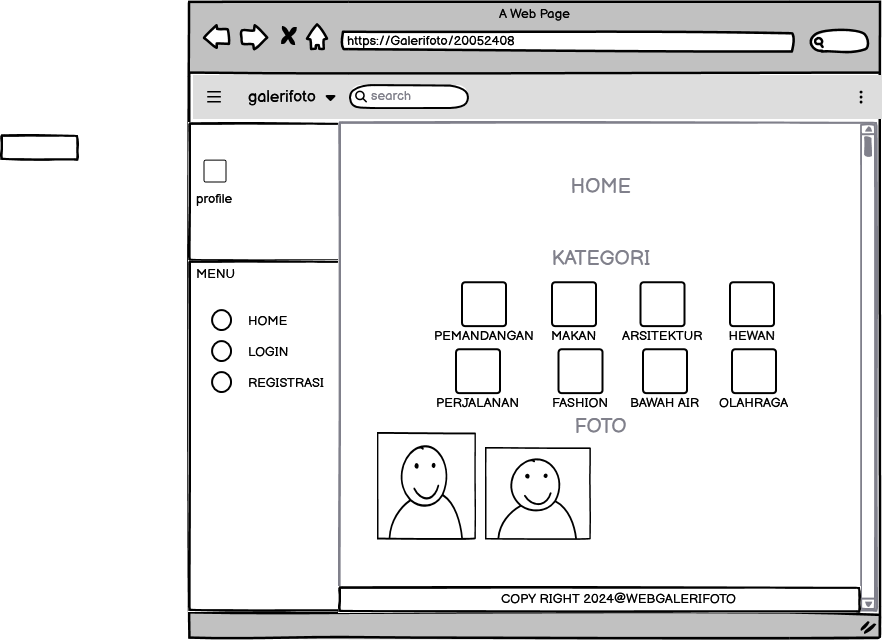 A Web Page
https://Galerifoto/20052408
galerifoto
search
profile
MENU
HOME
LOGIN
REGISTRASI
HOME
KATEGORI
PEMANDANGAN MAKAN ARSITEKTUR HEWAN
PERJALANAN FASHION BAWAH AIR OLAHRAGA
FOTO
COPY RIGHT 2024@WEBGALERIFOTO